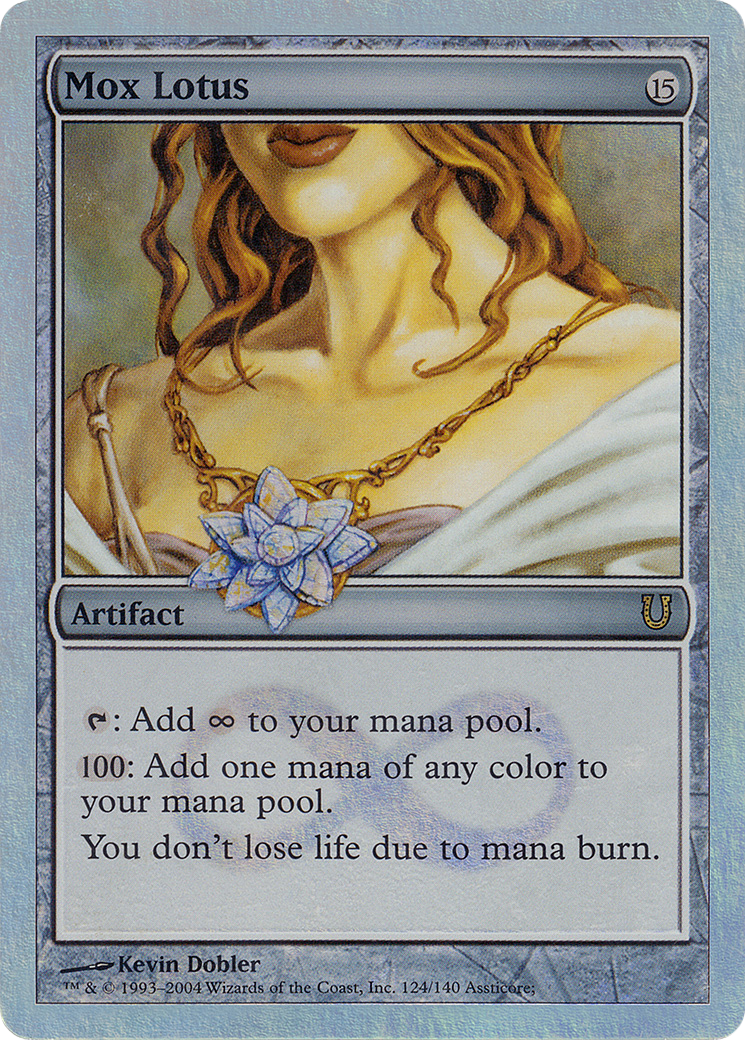 Mox Lotus
15
Artifact
: Add ∞ to your mana pool.
100: Add one mana of any color to
your mana pool.
You don't lose life due to mana burn.
Kevin Dobler
™ & © 1993–2004 Wizards of the Coast, Inc. 124/140 Assticore;